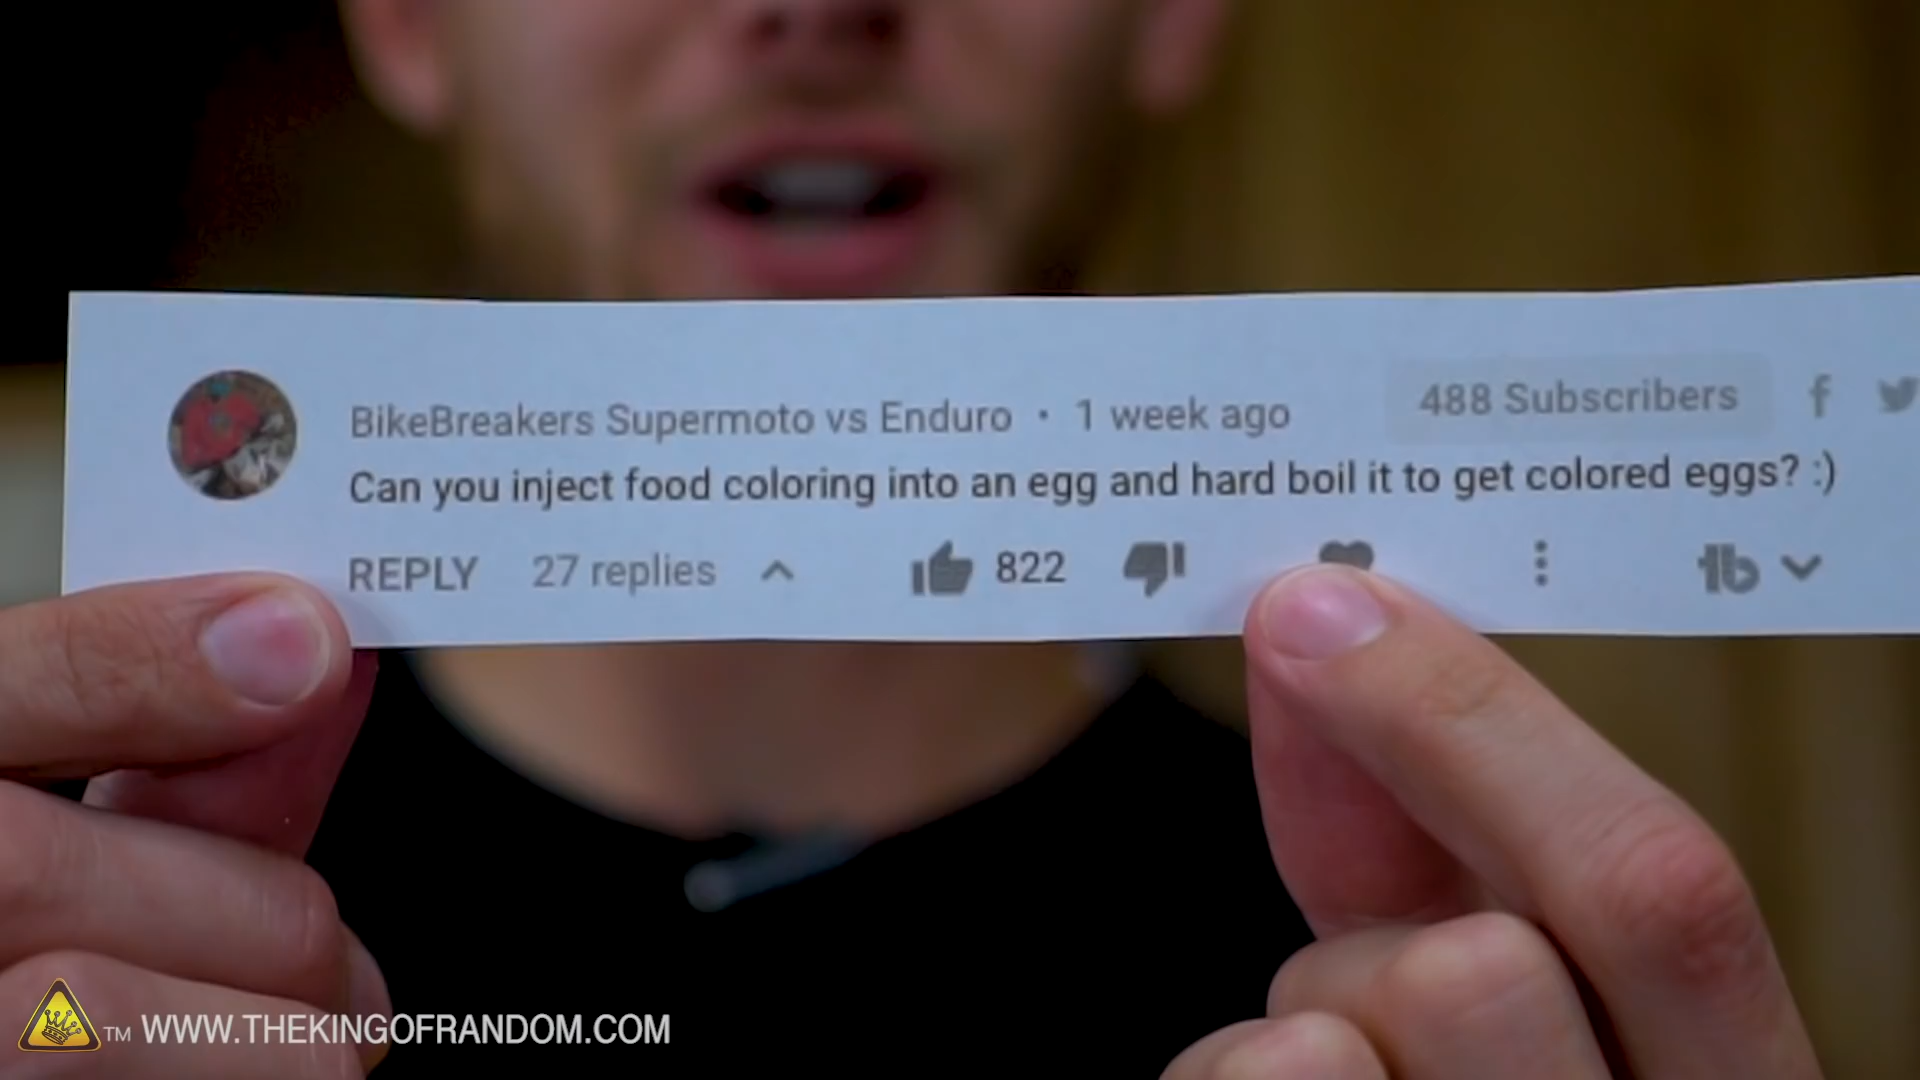 BikeBreakers Supermoto vs Enduro • 1 week ago
488 Subscribers
Can you inject food coloring into an egg and hard boil it to get colored eggs? :)
REPLY 27 replies 822
TM WWW.THEKINGOFRANDOM.COM